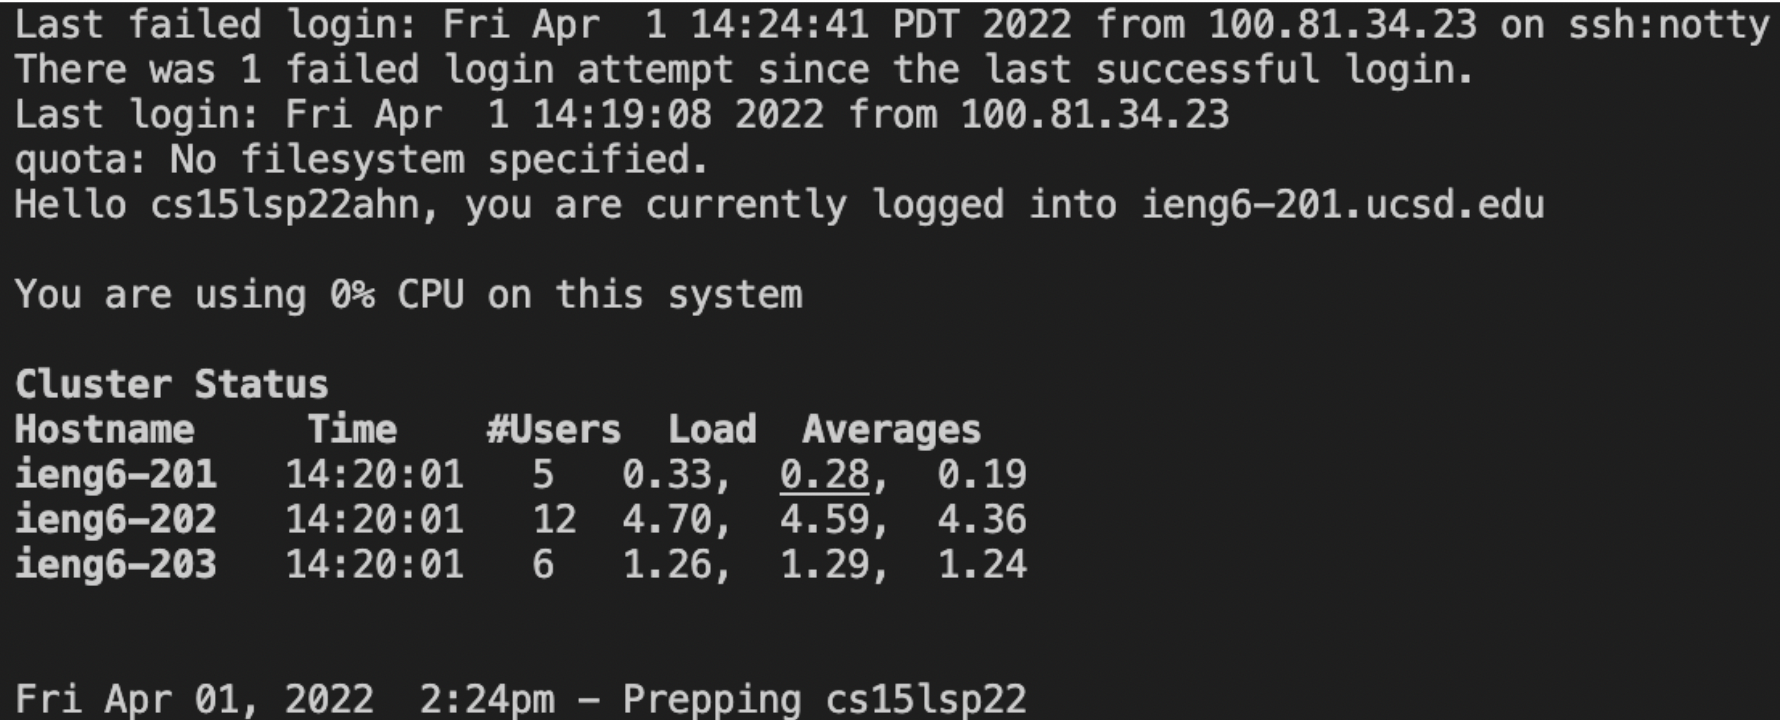 Last failed login: Fri Apr  1 14:24:41 PDT 2022 from 100.81.34.23 on ssh:notty
There was 1 failed login attempt since the last successful login.
Last login: Fri Apr  1 14:19:08 2022 from 100.81.34.23
quota: No filesystem specified.
Hello cs15lsp22ahn, you are currently logged into ieng6-201.ucsd.edu
You are using 0% CPU on this system
Cluster Status
Hostname     Time    #Users  Load  Averages
ieng6-201   14:20:01   5   0.33,  0.28,  0.19
ieng6-202   14:20:01   12  4.70,  4.59,  4.36
ieng6-203   14:20:01   6   1.26,  1.29,  1.24
Fri Apr 01, 2022  2:24pm - Prepping cs15lsp22